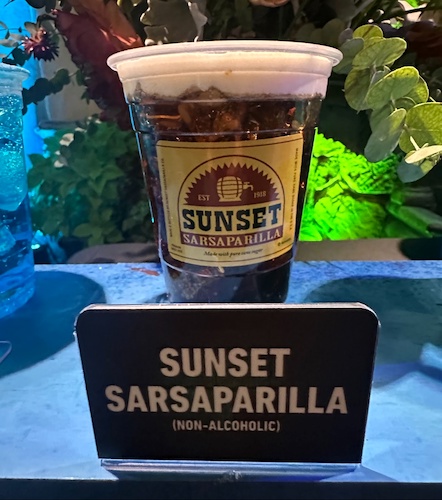 EST 1918
SUNSET
SARSAPARILLA
Made with pure cane sugar
SUNSET
SARSAPARILLA
(NON-ALCOHOLIC)